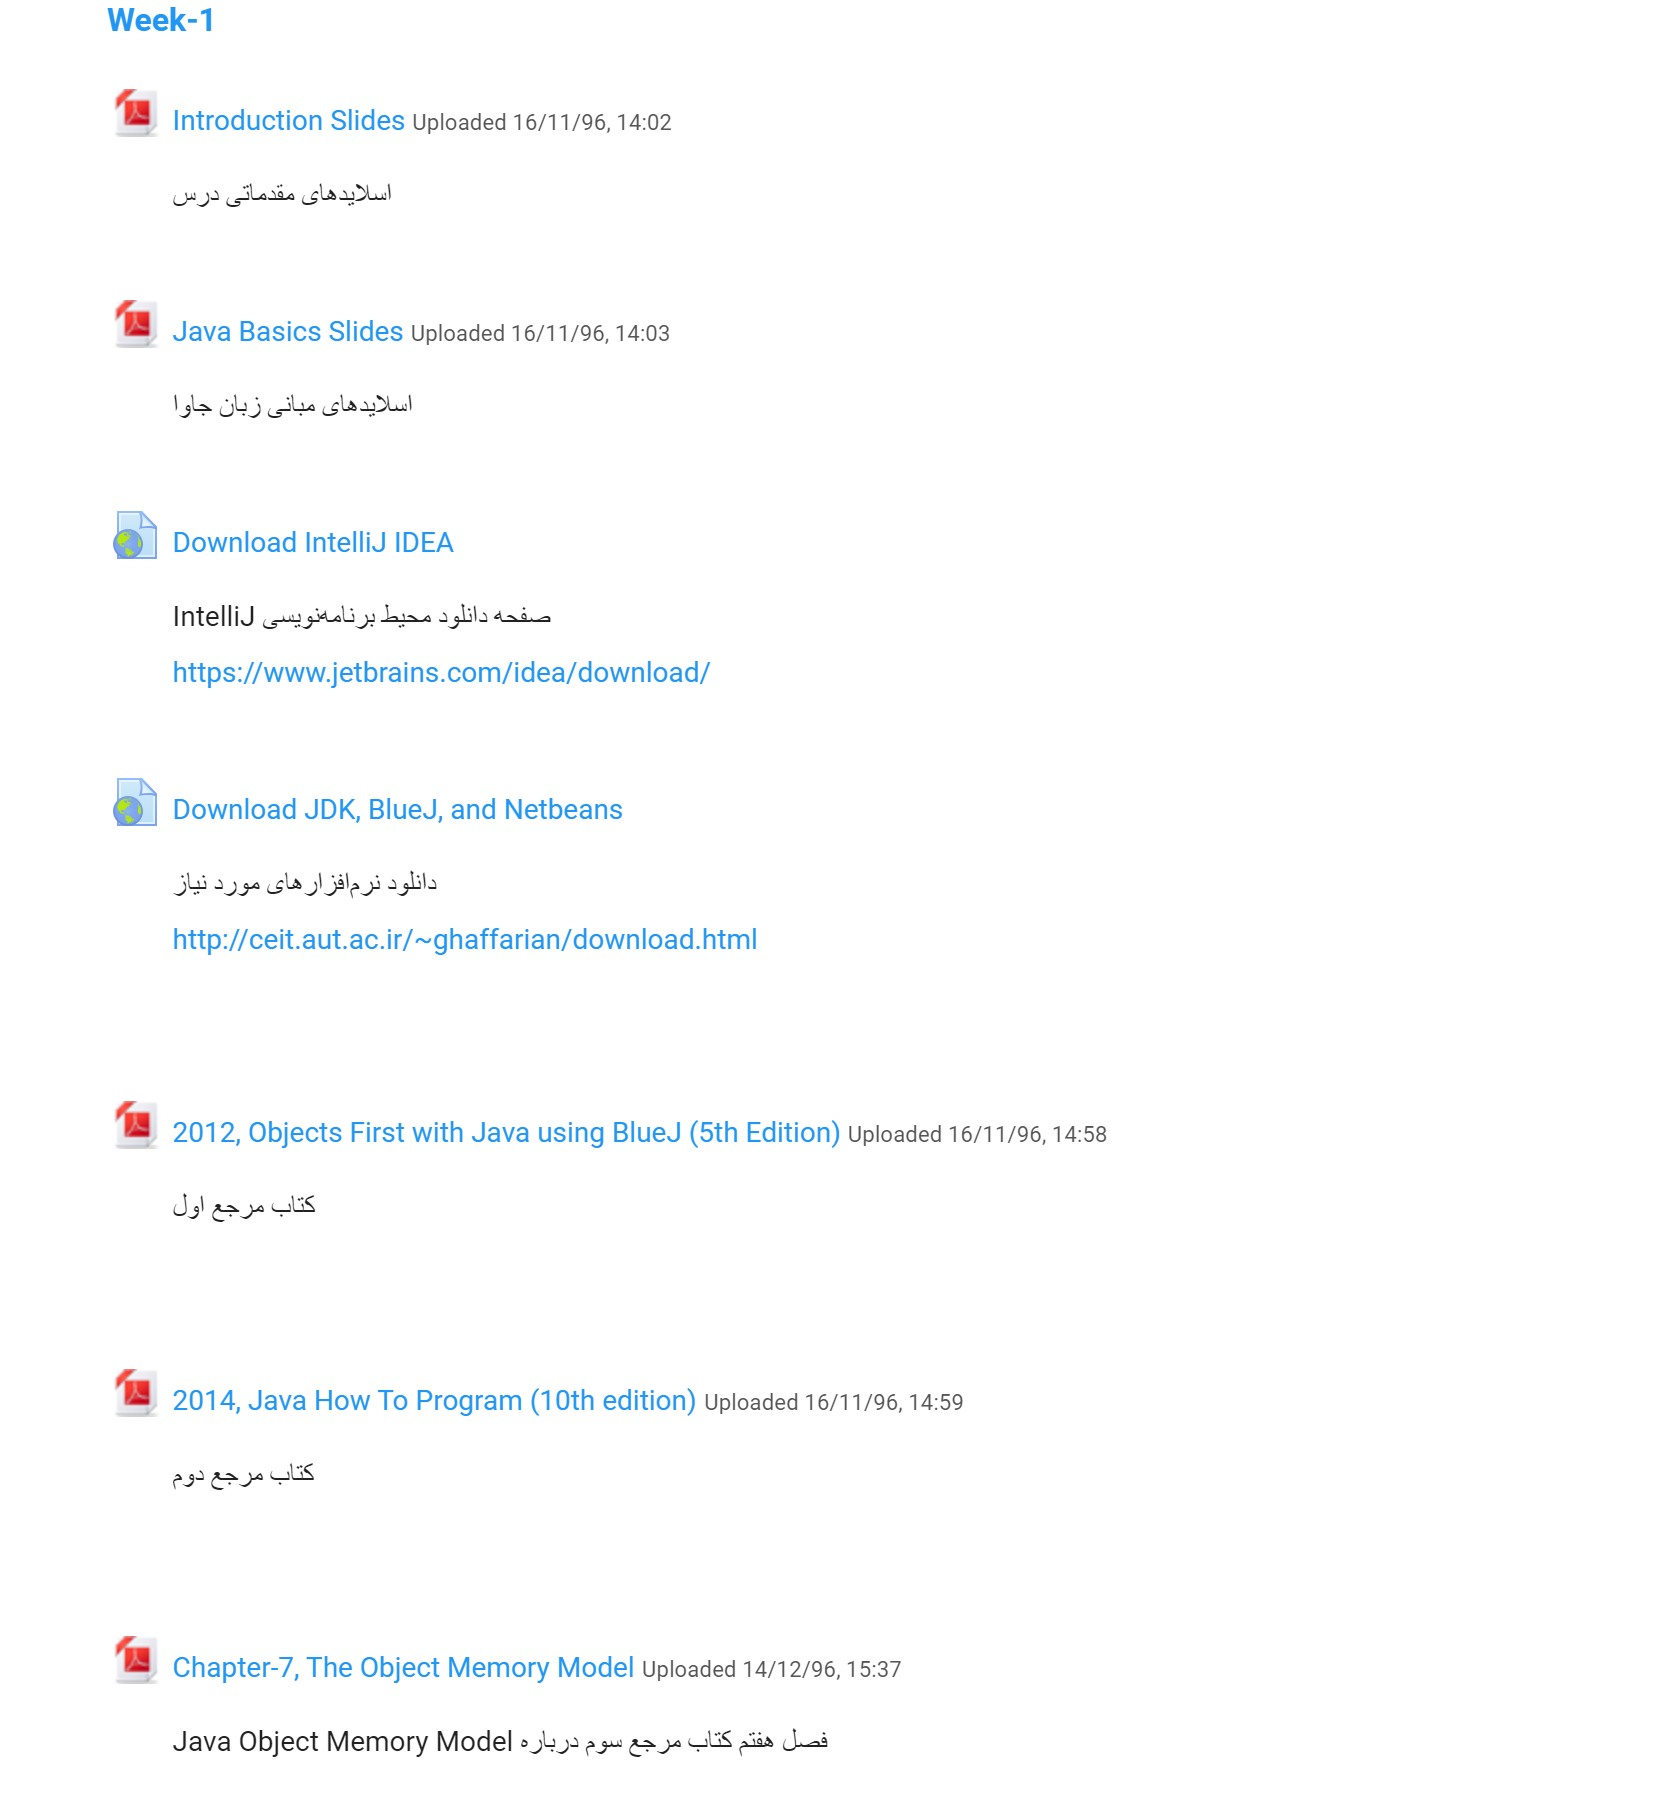 Week-1
Introduction Slides Uploaded 16/11/96, 14:02
اسلایدهای مقدماتی درس
Java Basics Slides Uploaded 16/11/96, 14:03
اسلایدهای مبانی زبان جاوا
Download IntelliJ IDEA
صفحه دانلود محیط برنامه‌نویسی IntelliJ
https://www.jetbrains.com/idea/download/
Download JDK, BlueJ, and Netbeans
دانلود نرم‌افزارهای مورد نیاز
http://ceit.aut.ac.ir/~ghaffarian/download.html
2012, Objects First with Java using BlueJ (5th Edition) Uploaded 16/11/96, 14:58
کتاب مرجع اول
2014, Java How To Program (10th edition) Uploaded 16/11/96, 14:59
کتاب مرجع دوم
Chapter-7, The Object Memory Model Uploaded 14/12/96, 15:37
فصل هفتم کتاب مرجع سوم درباره Java Object Memory Model